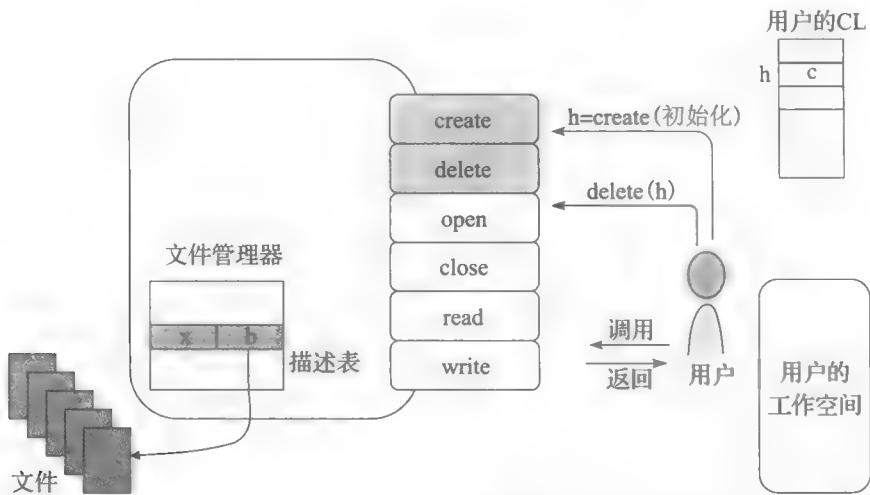 用户的CL
h
c
create
h=create(初始化)
delete
delete(h)
open
文件管理器
close
read
x
b
描述表
调用
write
返回
用户
用户的
工作空间
文件